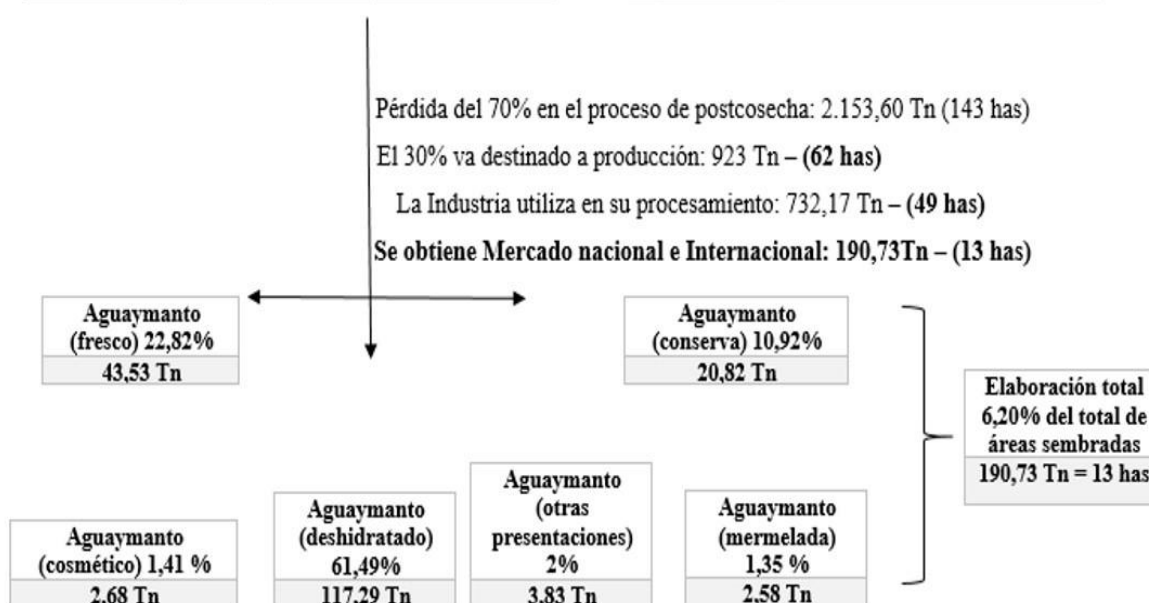 Pérdida del 70% en el proceso de postcosecha: 2.153,60 Tn (143 has)
El 30% va destinado a producción: 923 Tn – (62 has)
La Industria utiliza en su procesamiento: 732,17 Tn – (49 has)
Se obtiene Mercado nacional e Internacional: 190,73Tn – (13 has)
Aguaymanto
(fresco) 22,82%
43,53 Tn
Aguaymanto
(conserva) 10,92%
20,82 Tn
Elaboración total
6,20% del total de
áreas sembradas
190,73 Tn = 13 has
Aguaymanto
(cosmético) 1,41 %
2,68 Tn
Aguaymanto
(deshidratado)
61,49%
117,29 Tn
Aguaymanto
(otras
presentaciones)
2%
3,83 Tn
Aguaymanto
(mermelada)
1,35 %
2,58 Tn